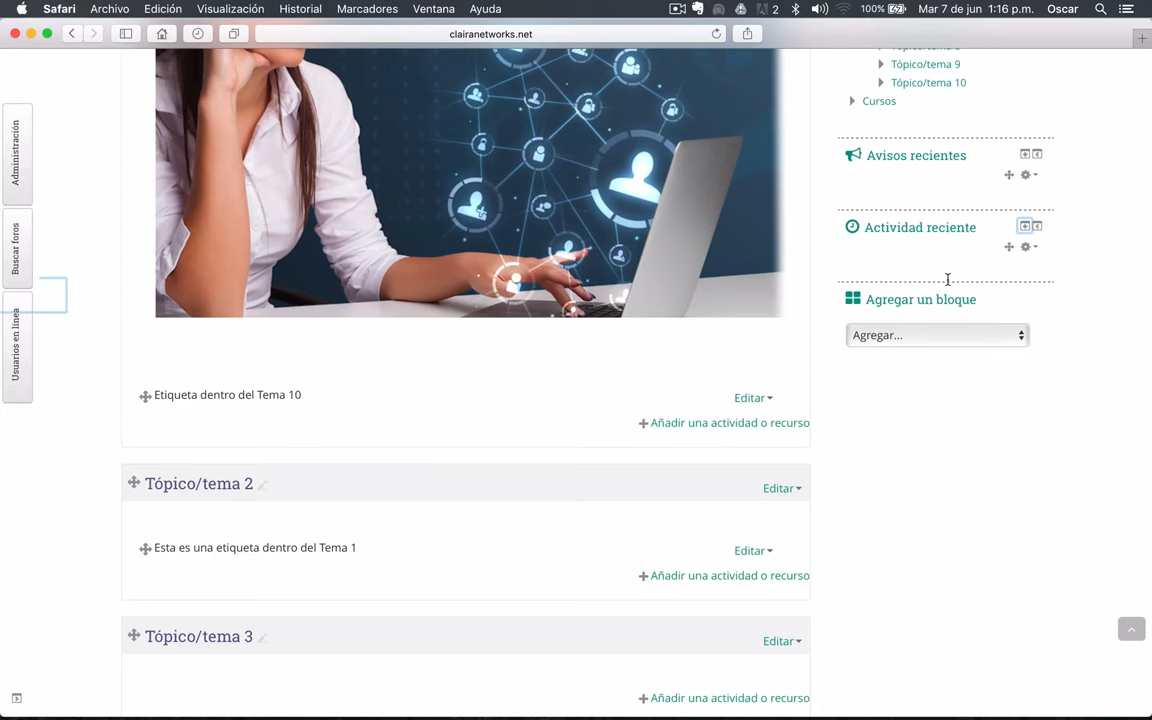 Safari Archivo Edición Visualización Historial Marcadores Ventana Ayuda 2 100% Mar 7 de jun 1:16 p.m. Oscar
clairanetworks.net
Tópico/tema 9
Tópico/tema 10
Cursos
Administración
Buscar foros
Usuarios en línea
Avisos recientes
Actividad reciente
Agregar un bloque
Agregar...
Etiqueta dentro del Tema 10
Editar
Añadir una actividad o recurso
Tópico/tema 2
Editar
Esta es una etiqueta dentro del Tema 1
Editar
Añadir una actividad o recurso
Tópico/tema 3
Editar
Añadir una actividad o recurso